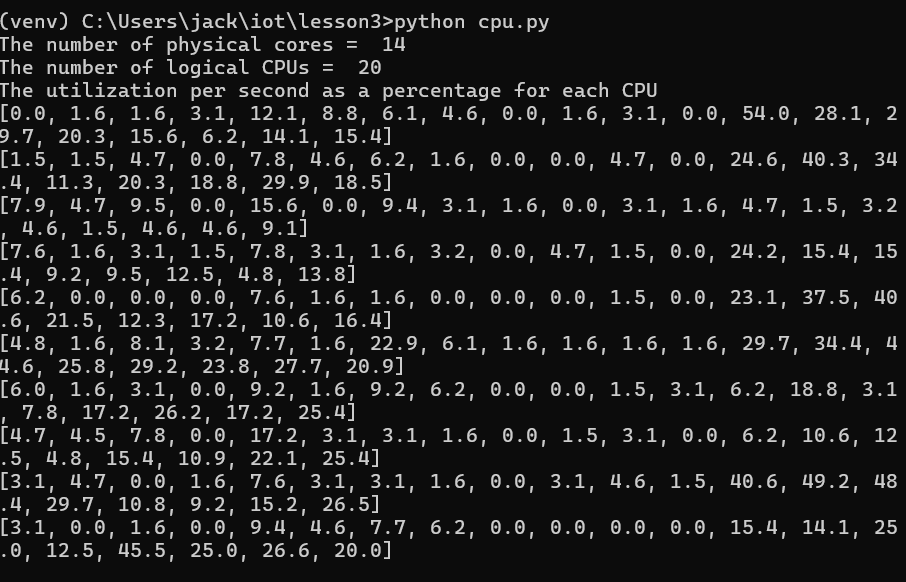 (venv) C:\Users\jack\iot\lesson3>python cpu.py
The number of physical cores =  14
The number of logical CPUs =  20
The utilization per second as a percentage for each CPU
[0.0, 1.6, 1.6, 3.1, 12.1, 8.8, 6.1, 4.6, 0.0, 1.6, 3.1, 0.0, 54.0, 28.1, 2
9.7, 20.3, 15.6, 6.2, 14.1, 15.4]
[1.5, 1.5, 4.7, 0.0, 7.8, 4.6, 6.2, 1.6, 0.0, 0.0, 4.7, 0.0, 24.6, 40.3, 34
.4, 11.3, 20.3, 18.8, 29.9, 18.5]
[7.9, 4.7, 9.5, 0.0, 15.6, 0.0, 9.4, 3.1, 1.6, 0.0, 3.1, 1.6, 4.7, 1.5, 3.2
, 4.6, 1.5, 4.6, 4.6, 9.1]
[7.6, 1.6, 3.1, 1.5, 7.8, 3.1, 1.6, 3.2, 0.0, 4.7, 1.5, 0.0, 24.2, 15.4, 15
.4, 9.2, 9.5, 12.5, 4.8, 13.8]
[6.2, 0.0, 0.0, 0.0, 7.6, 1.6, 1.6, 0.0, 0.0, 0.0, 1.5, 0.0, 23.1, 37.5, 40
.6, 21.5, 12.3, 17.2, 10.6, 16.4]
[4.8, 1.6, 8.1, 3.2, 7.7, 1.6, 22.9, 6.1, 1.6, 1.6, 1.6, 1.6, 29.7, 34.4, 4
4.6, 25.8, 29.2, 23.8, 27.7, 20.9]
[6.0, 1.6, 3.1, 0.0, 9.2, 1.6, 9.2, 6.2, 0.0, 0.0, 1.5, 3.1, 6.2, 18.8, 3.1
, 7.8, 17.2, 26.2, 17.2, 25.4]
[4.7, 4.5, 7.8, 0.0, 17.2, 3.1, 3.1, 1.6, 0.0, 1.5, 3.1, 0.0, 6.2, 10.6, 12
.5, 4.8, 15.4, 10.9, 22.1, 25.4]
[3.1, 4.7, 0.0, 1.6, 7.6, 3.1, 3.1, 1.6, 0.0, 3.1, 4.6, 1.5, 40.6, 49.2, 48
.4, 29.7, 10.8, 9.2, 15.2, 26.5]
[3.1, 0.0, 1.6, 0.0, 9.4, 4.6, 7.7, 6.2, 0.0, 0.0, 0.0, 0.0, 15.4, 14.1, 25
.0, 12.5, 45.5, 25.0, 26.6, 20.0]